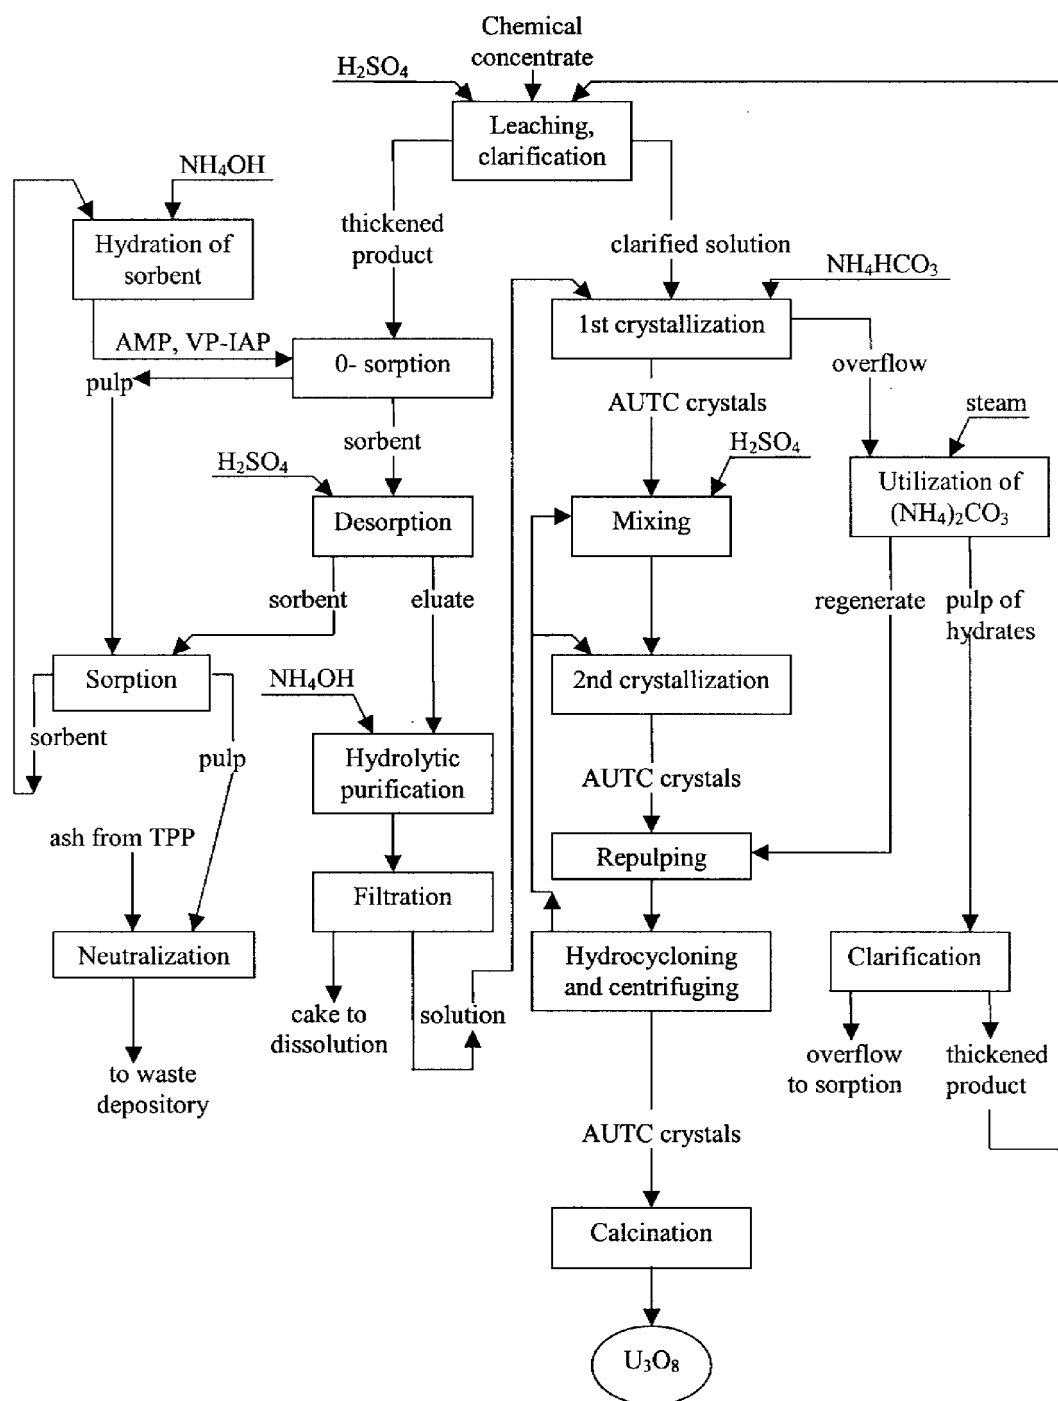 Chemical
concentrate
H₂SO₄
Leaching,
clarification
NH₄OH
Hydration of
sorbent
thickened
product
clarified solution
NH₄HCO₃
1st crystallization
AMP, VP-IAP
0- sorption
pulp
overflow
AUTC crystals
steam
sorbent
H₂SO₄
H₂SO₄
Utilization of
(NH₄)₂CO₃
Desorption
Mixing
sorbent
eluate
regenerate
pulp of
hydrates
Sorption
NH₄OH
2nd crystallization
sorbent
pulp
Hydrolytic
purification
AUTC crystals
ash from TPP
Repulping
Filtration
Neutralization
Hydrocycloning
and centrifuging
Clarification
cake to
dissolution
solution
overflow
to sorption
thickened
product
to waste
depository
AUTC crystals
Calcination
U₃O₈